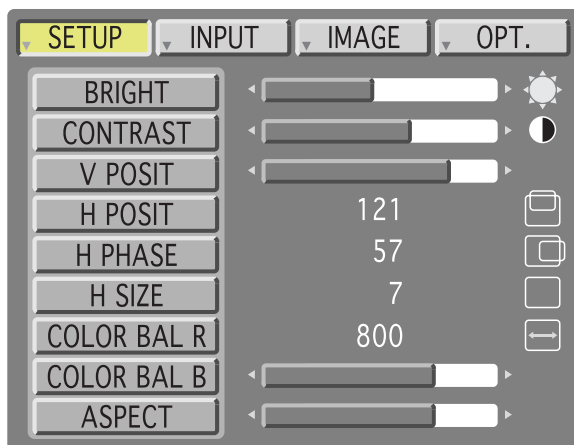 SETUP INPUT IMAGE OPT.
BRIGHT
CONTRAST
V POSIT
H POSIT 121
H PHASE 57
H SIZE 7
COLOR BAL R 800
COLOR BAL B
ASPECT